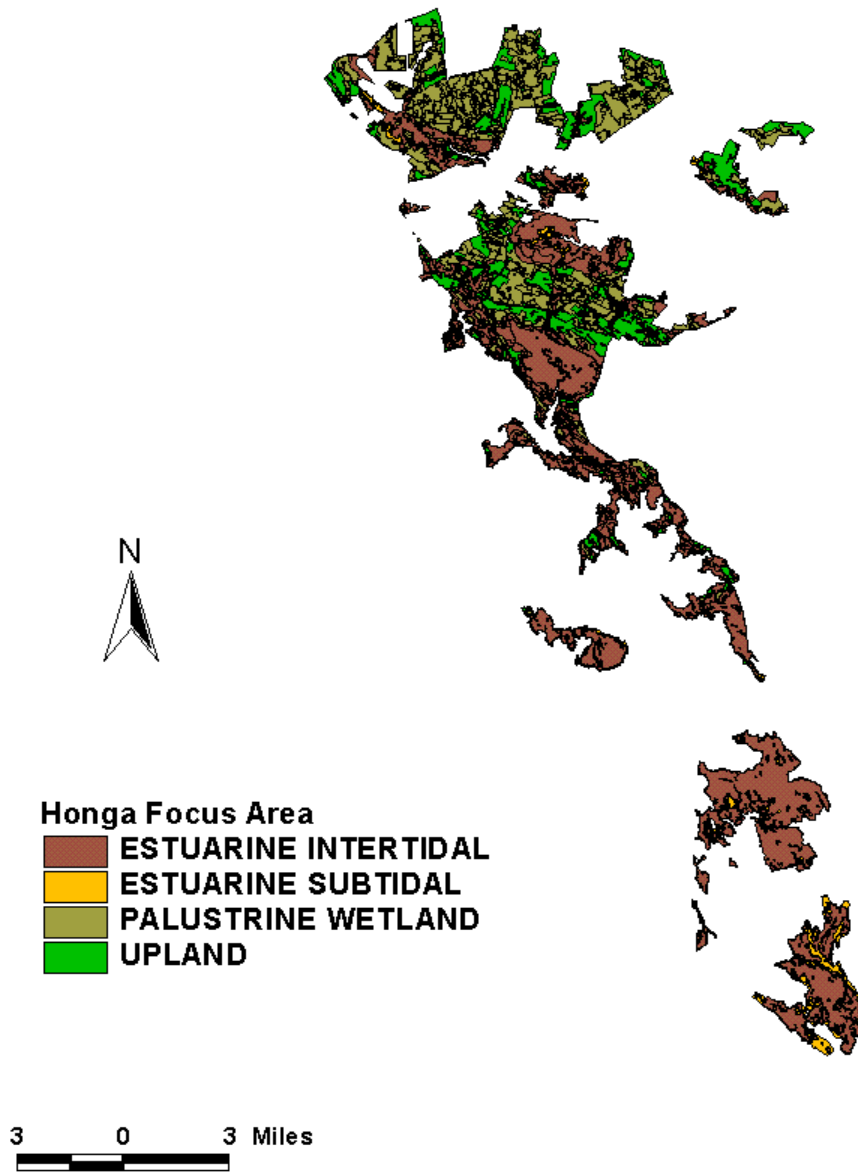 N
Honga Focus Area
ESTUARINE INTERTIDAL
ESTUARINE SUBTIDAL
PALUSTRINE WETLAND
UPLAND
3 0 3 Miles